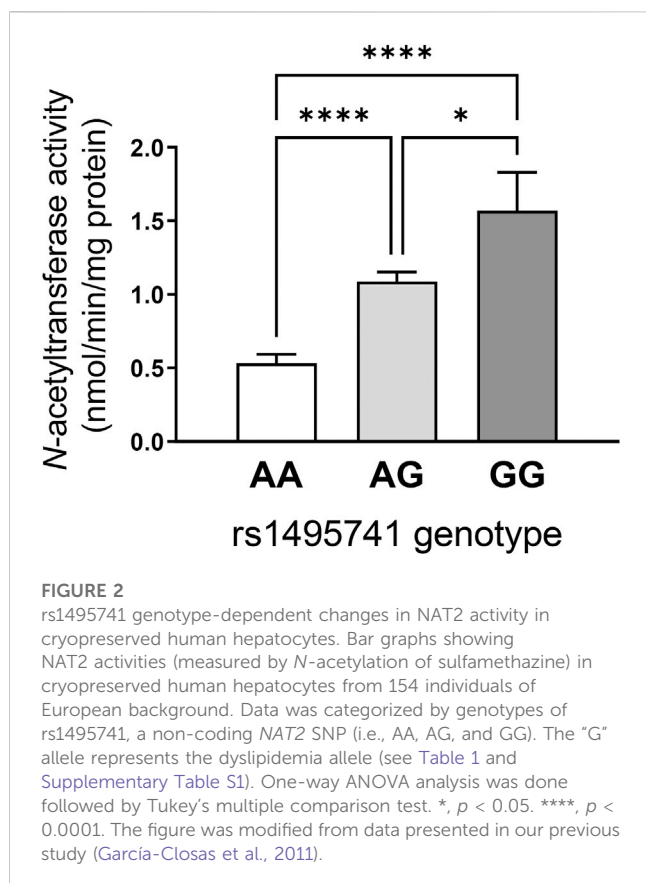 ****
****
*
N-acetyltransferase activity
(nmol/min/mg protein)
2.0
1.5
1.0
0.5
0.0
AA AG GG
rs1495741 genotype
FIGURE 2
rs1495741 genotype-dependent changes in NAT2 activity in
cryopreserved human hepatocytes. Bar graphs showing
NAT2 activities (measured by N-acetylation of sulfamethazine) in
cryopreserved human hepatocytes from 154 individuals of
European background. Data was categorized by genotypes of
rs1495741, a non-coding NAT2 SNP (i.e., AA, AG, and GG). The “G”
allele represents the dyslipidemia allele (see Table 1 and
Supplementary Table S1). One-way ANOVA analysis was done
followed by Tukey’s multiple comparison test. *, p < 0.05. ****, p <
0.0001. The figure was modified from data presented in our previous
study (García-Closas et al., 2011).